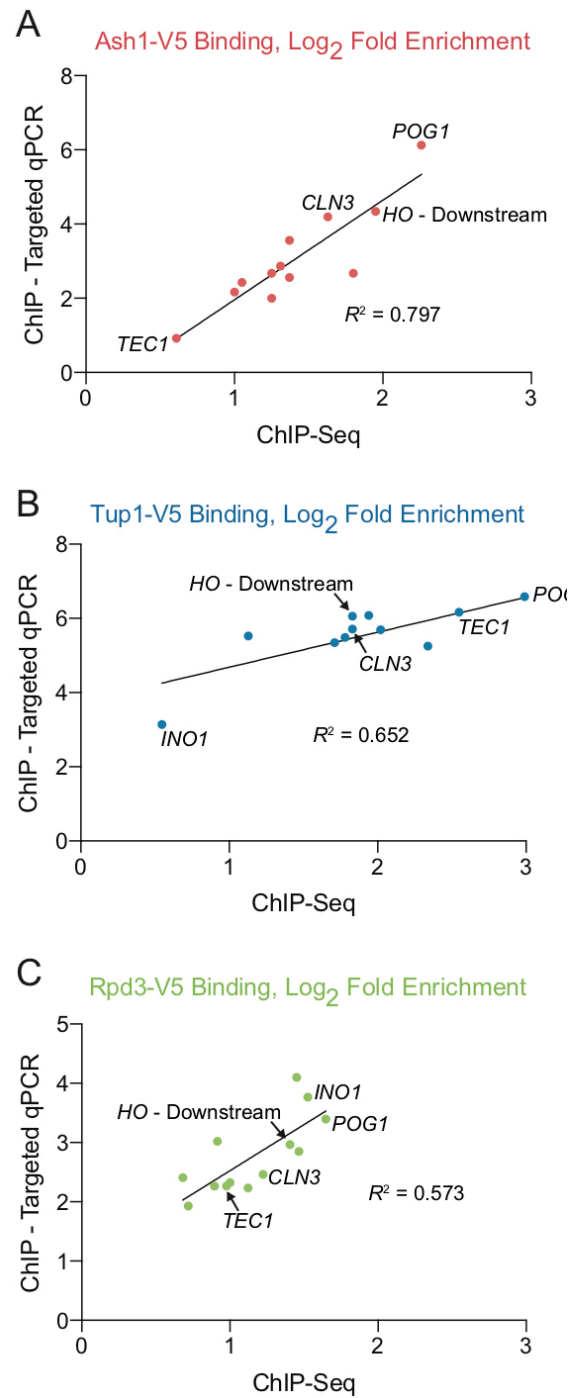 A
Ash1-V5 Binding, Log2 Fold Enrichment
ChIP - Targeted qPCR
8
6
4
2
0
POG1
CLN3
HO - Downstream
TEC1
R2 = 0.797
0 1 2 3
ChIP-Seq
B
Tup1-V5 Binding, Log2 Fold Enrichment
ChIP - Targeted qPCR
8
6
4
2
0
HO - Downstream
POG
TEC1
CLN3
INO1
R2 = 0.652
0 1 2 3
ChIP-Seq
C
Rpd3-V5 Binding, Log2 Fold Enrichment
ChIP - Targeted qPCR
5
4
3
2
1
0
INO1
HO - Downstream
POG1
CLN3
TEC1
R2 = 0.573
0 1 2 3
ChIP-Seq